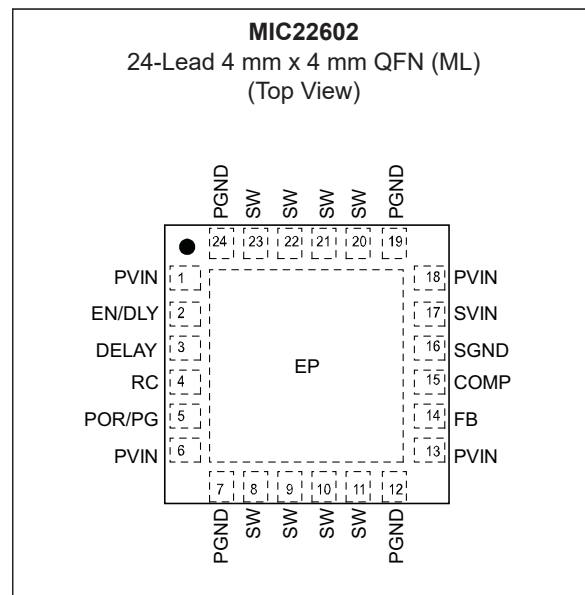 MIC22602
24-Lead 4 mm x 4 mm QFN (ML)
(Top View)
PGND SW SW SW SW PGND
24 23 22 21 20 19
PVIN 1 18 PVIN
EN/DLY 2 17 SVIN
DELAY 3 16 SGND
EP
RC 4 15 COMP
POR/PG 5 14 FB
PVIN 6 13 PVIN
7 8 9 10 11 12
PGND SW SW SW SW PGND